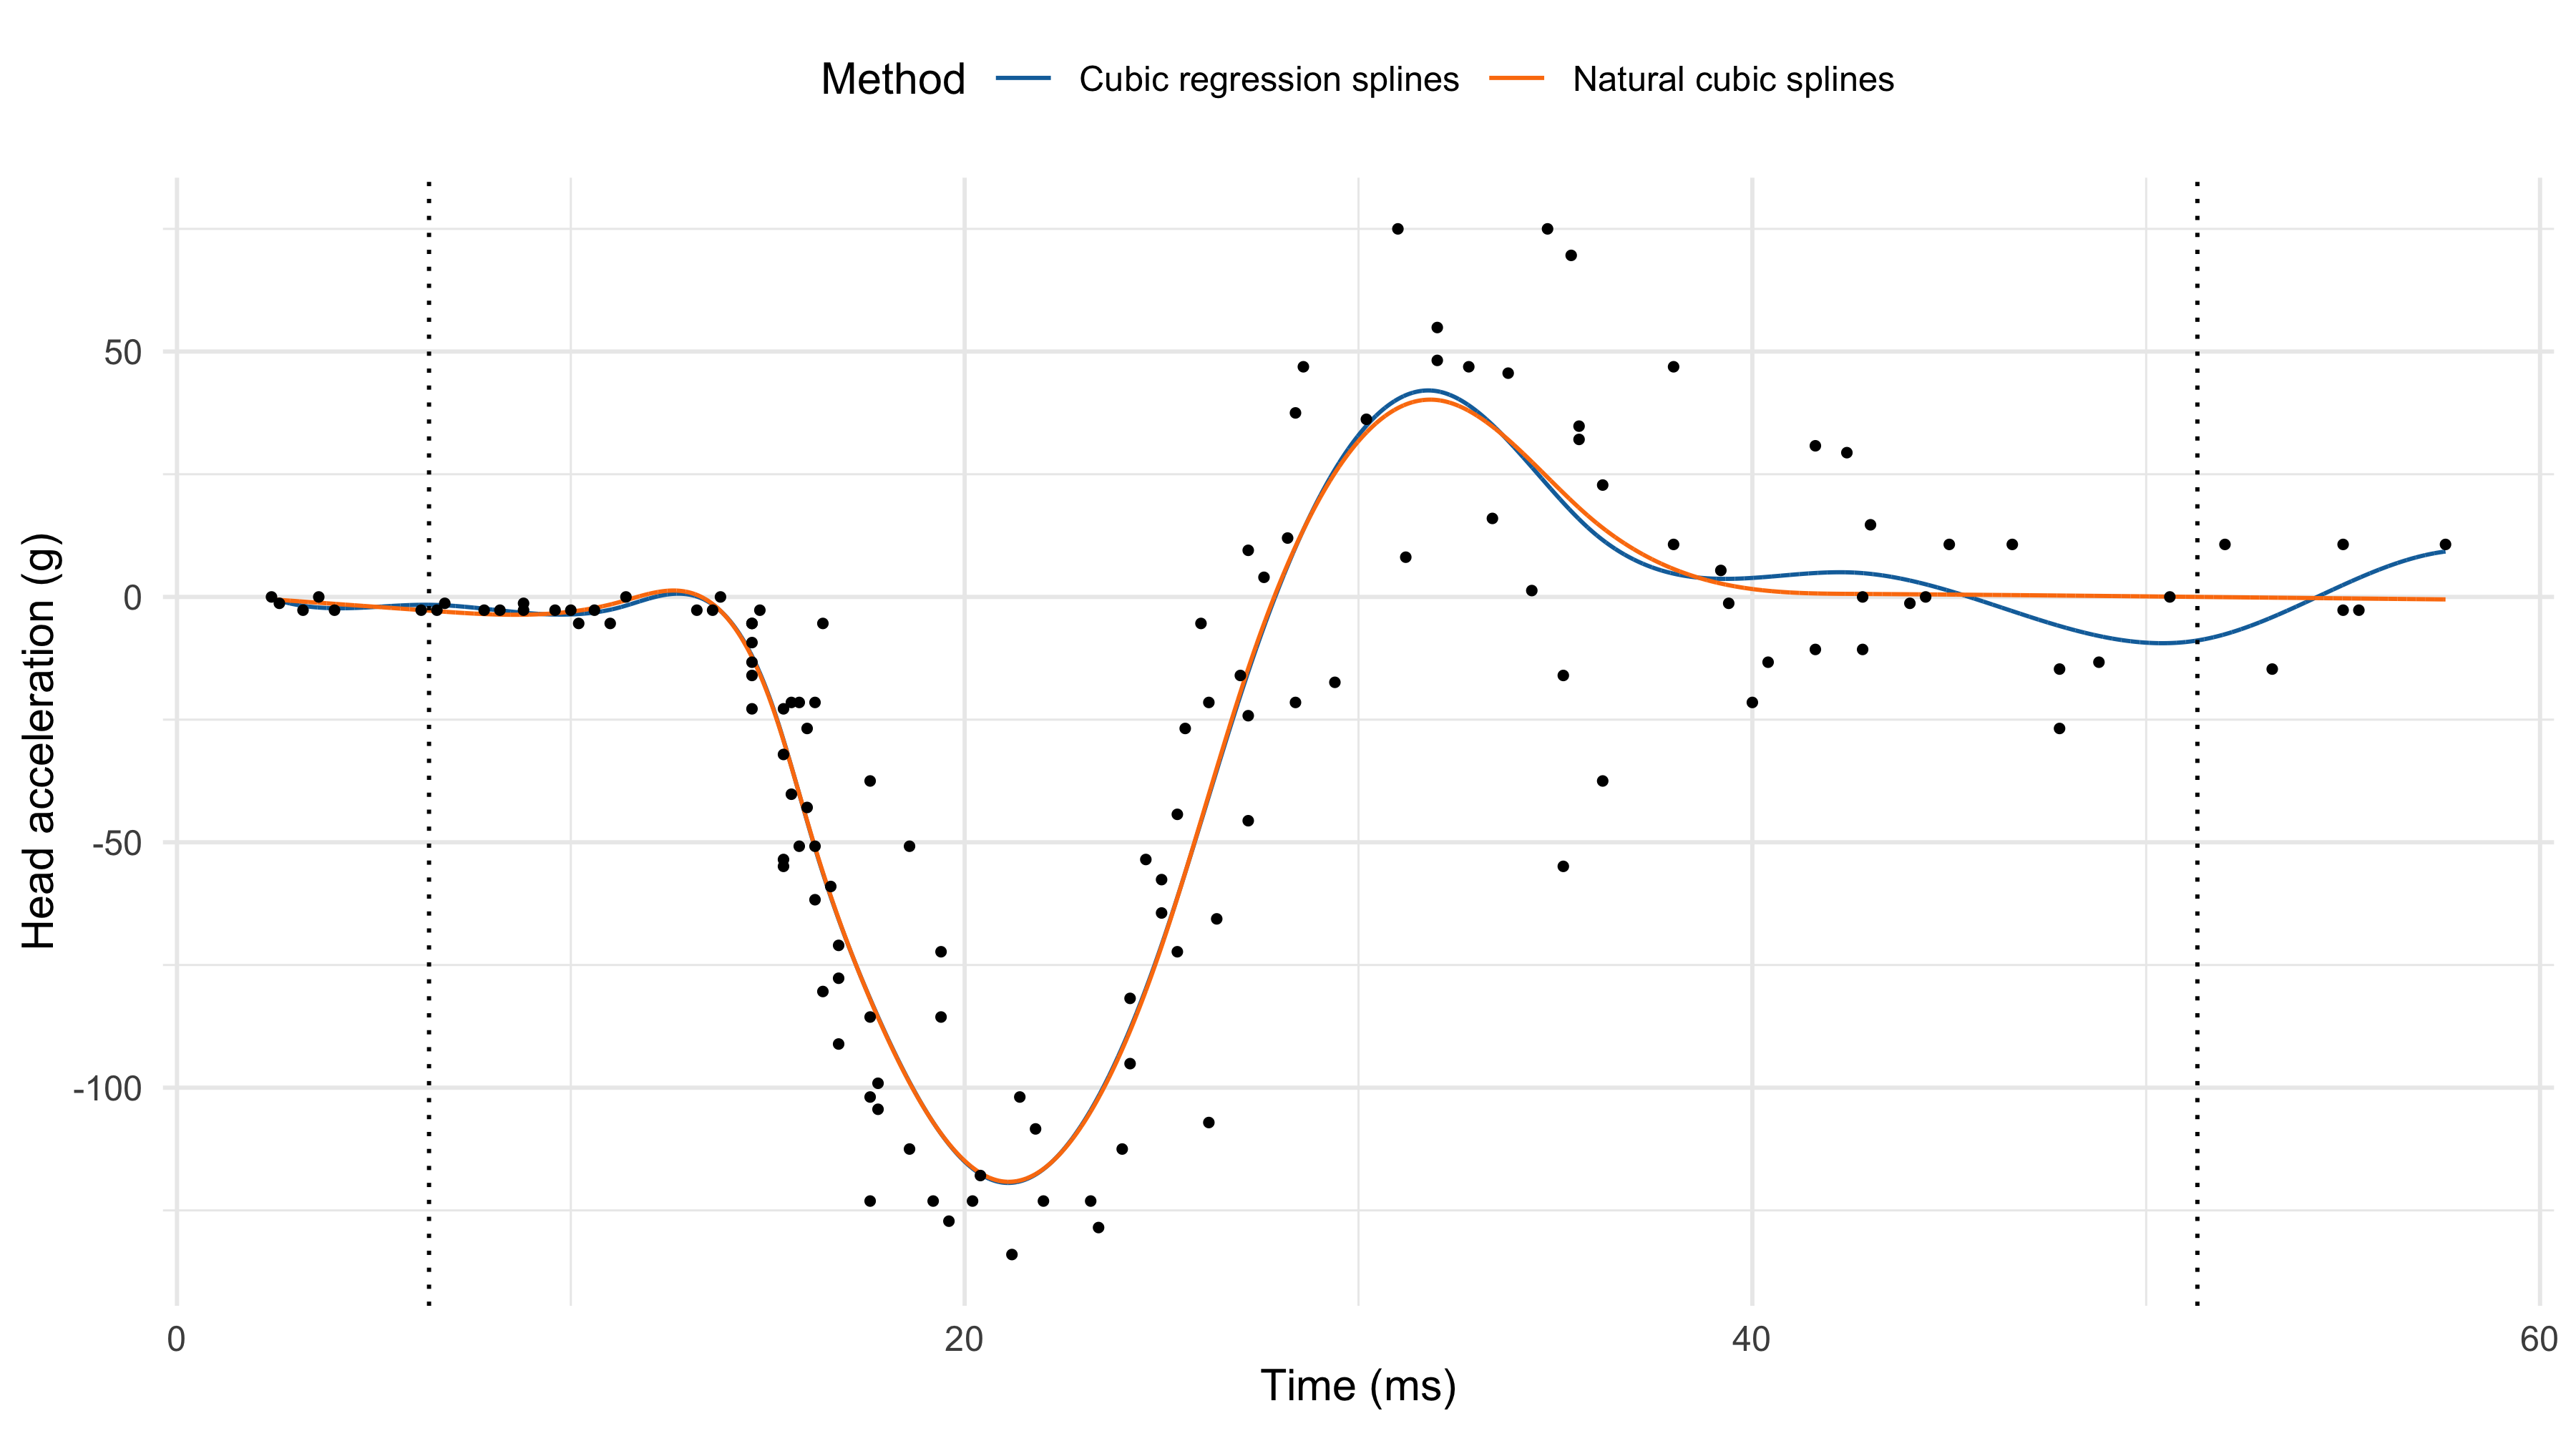 Method Cubic regression splines Natural cubic splines
50
0
-50
-100
Head acceleration (g)
0 20 40 60
Time (ms)